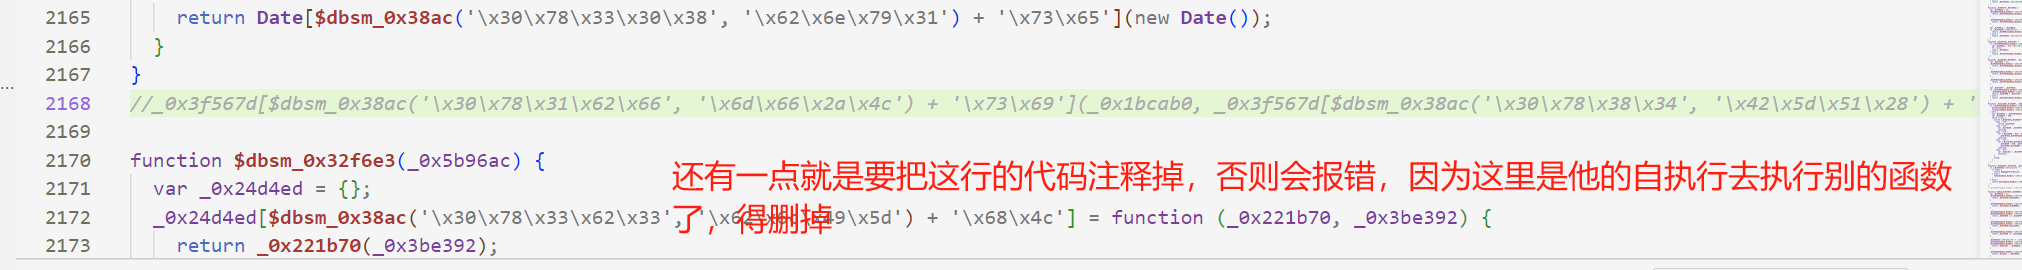 2165 return Date[$dbsm_0x38ac('\x30\x78\x33\x30\x38', '\x62\x6e\x79\x31') + '\x73\x65'](new Date());
2166 }
2167 }
2168 //_0x3f567d[$dbsm_0x38ac('\x30\x78\x31\x62\x66', '\x6d\x66\x2a\x4c') + '\x73\x69'](_0x1bcab0, _0x3f567d[$dbsm_0x38ac('\x30\x78\x38\x34', '\x42\x5d\x51\x28') + '
2169
2170 function $dbsm_0x32f6e3(_0x5b96ac) {
还有一点就是要把这行的代码注释掉，否则会报错，因为这里是他的自执行去执行别的函数
2171 var _0x24d4ed = {};
2172 _0x24d4ed[$dbsm_0x38ac('\x30\x78\x33\x62\x33', '\x49\x5d') + '\x68\x4c'] = function (_0x221b70, _0x3be392) {
了，得删掉
2173 return _0x221b70(_0x3be392);